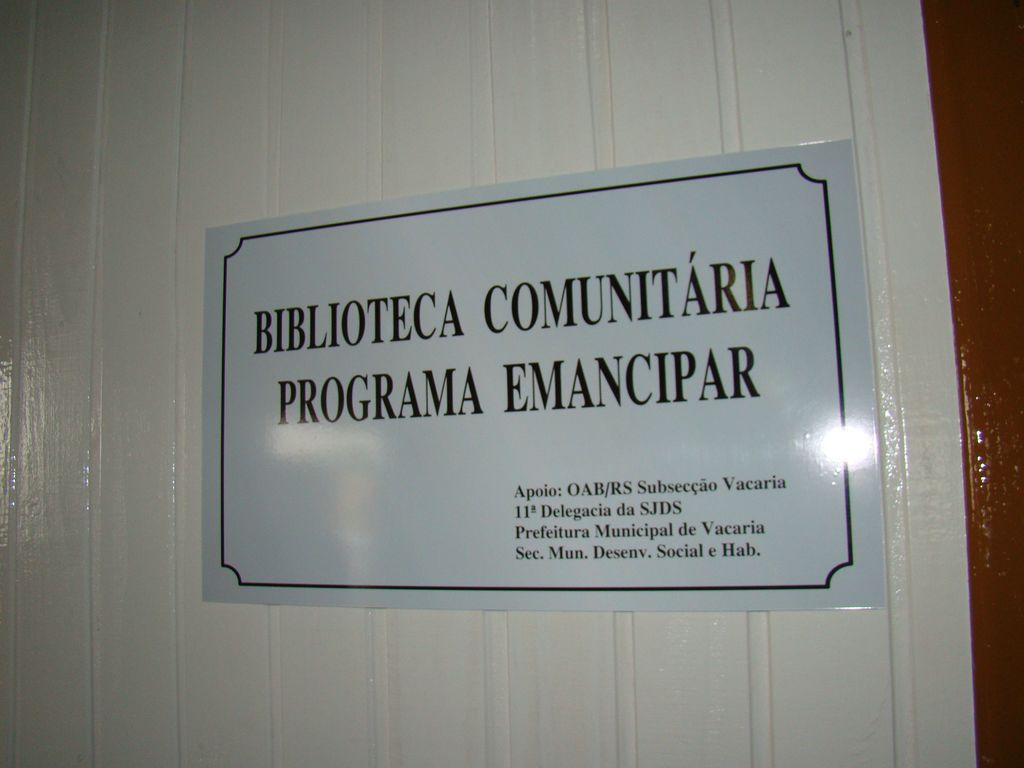 BIBLIOTECA COMUNITÁRIA
PROGRAMA EMANCIPAR
Apoio: OAB/RS Subsecção Vacaria
11ª Delegacia da SJDS
Prefeitura Municipal de Vacaria
Sec. Mun. Desenv. Social e Hab.